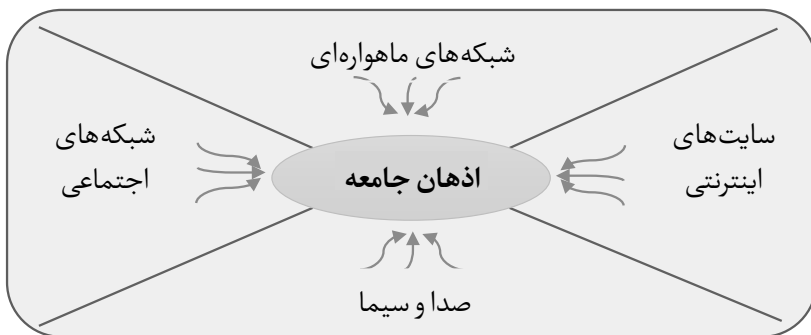 شبکه‌های ماهواره‌ای
سایت‌های
اینترنتی
اذهان جامعه
شبکه‌های
اجتماعی
صدا و سیما